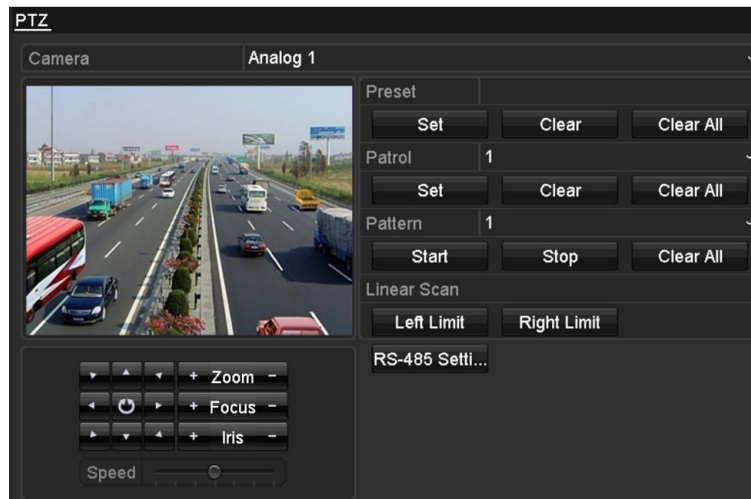 PTZ
Camera Analog 1
Preset
Set Clear Clear All
Patrol 1
Set Clear Clear All
Pattern 1
Start Stop Clear All
Linear Scan
Left Limit Right Limit
RS-485 Setti...
+ Zoom -
+ Focus -
+ Iris -
Speed